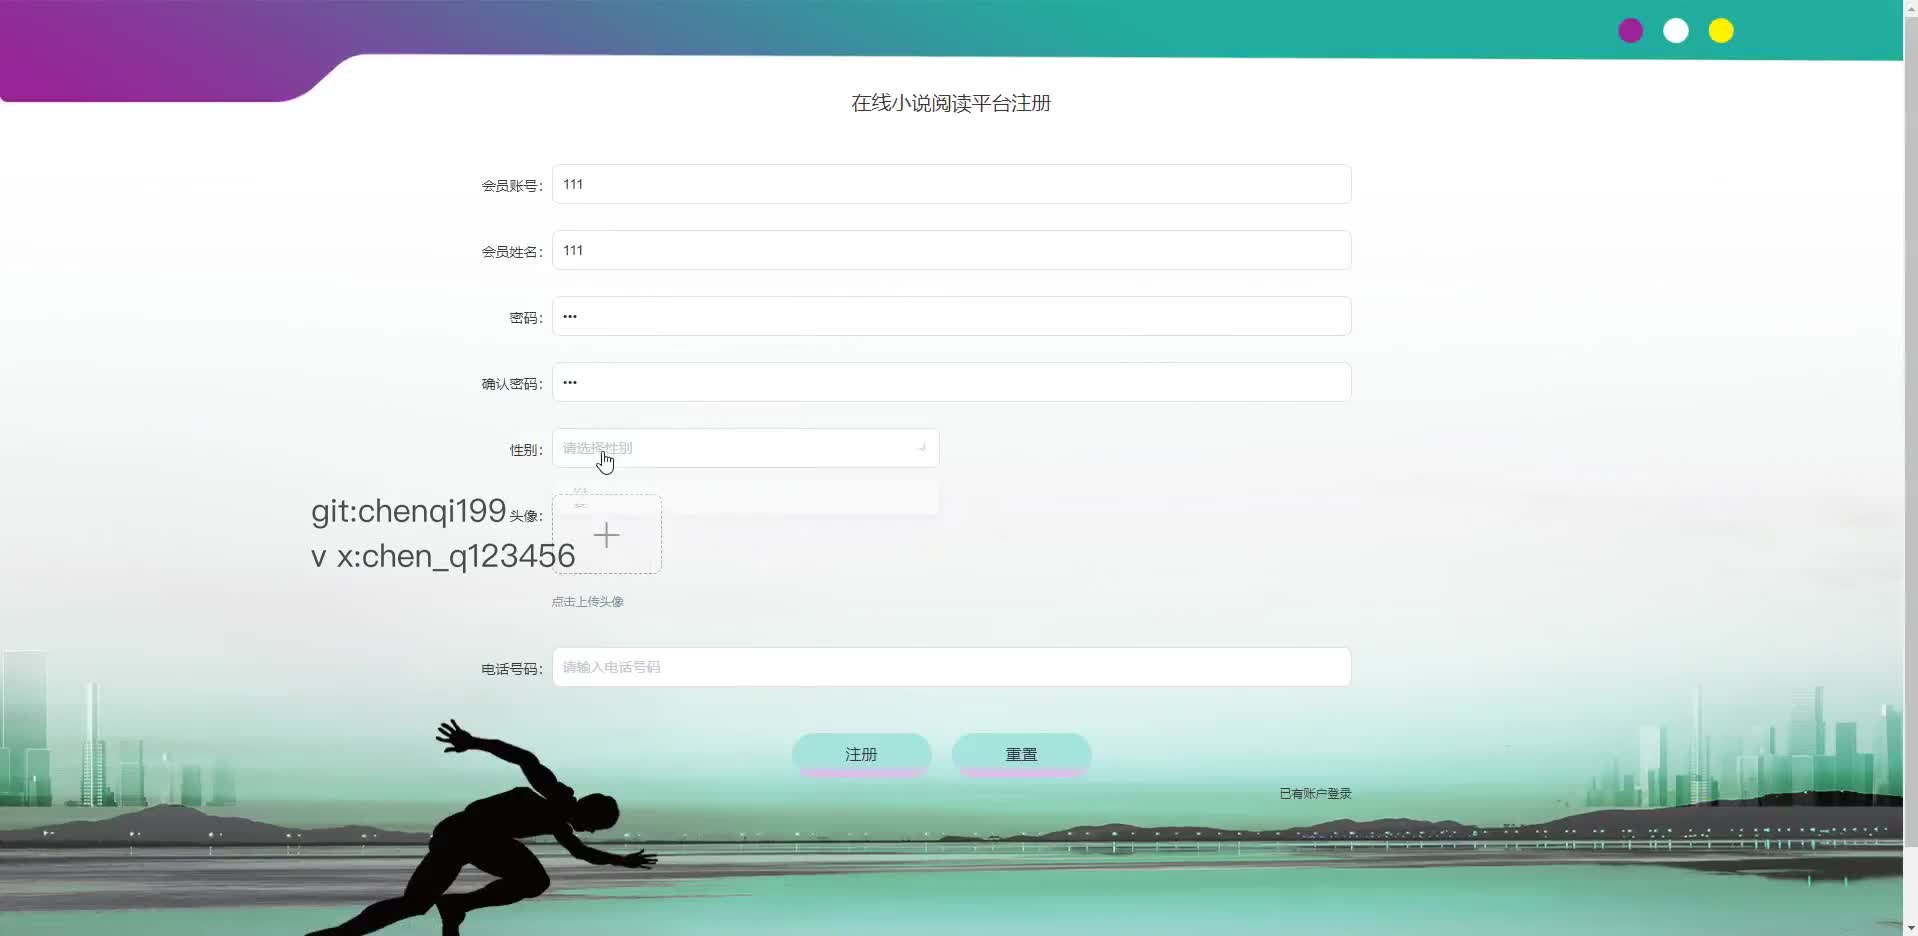 在线小说阅读平台注册
会员账号：
111
会员姓名：
111
密码：
•••
确认密码：
•••
性别：
请选择性别
git:chenqi199
头像：
v x:chen_q123456
点击上传头像
电话号码：
请输入电话号码
注册
重置
已有账户登录